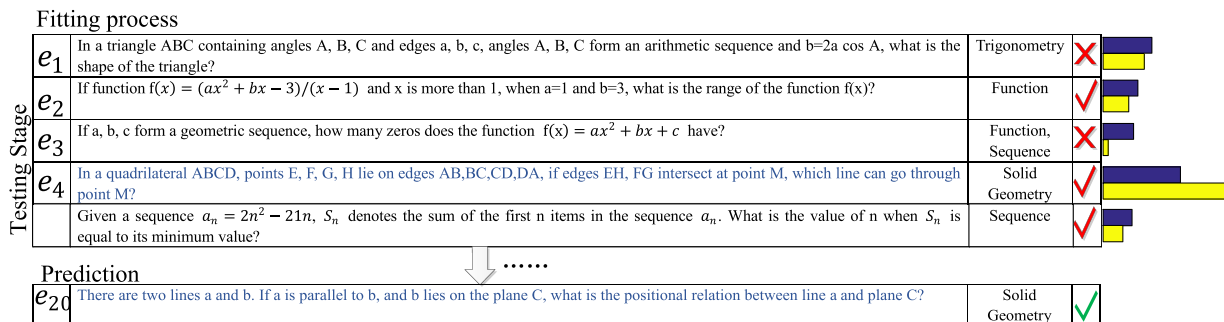 Fitting process
Testing Stage
e1
In a triangle ABC containing angles A, B, C and edges a, b, c, angles A, B, C form an arithmetic sequence and b=2a cos A, what is the
shape of the triangle?
Trigonometry
e2
If function f(x) = (ax² + bx − 3)/(x − 1) and x is more than 1, when a=1 and b=3, what is the range of the function f(x)?
Function
e3
If a, b, c form a geometric sequence, how many zeros does the function f(x) = ax² + bx + c have?
Function,
Sequence
e4
In a quadrilateral ABCD, points E, F, G, H lie on edges AB,BC,CD,DA, if edges EH, FG intersect at point M, which line can go through
point M?
Solid
Geometry
Given a sequence aₙ = 2n² − 21n, Sₙ denotes the sum of the first n items in the sequence aₙ. What is the value of n when Sₙ is
equal to its minimum value?
Sequence
......
Prediction
e20
There are two lines a and b. If a is parallel to b, and b lies on the plane C, what is the positional relation between line a and plane C?
Solid
Geometry